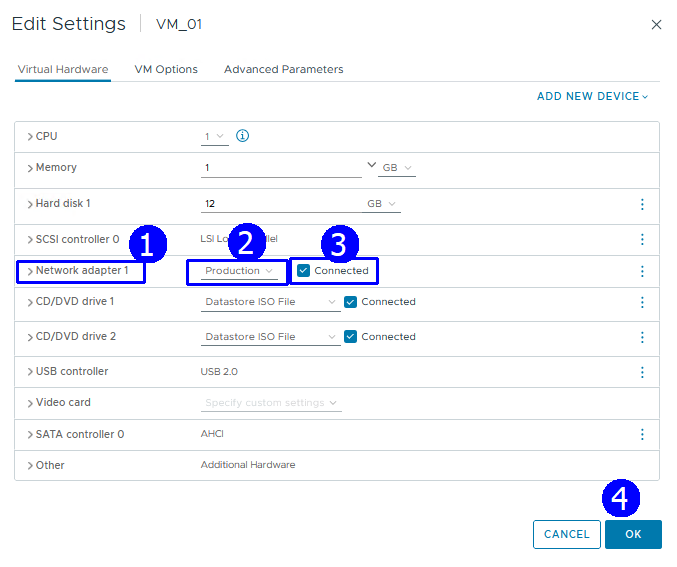 Edit Settings VM_01
Virtual Hardware VM Options Advanced Parameters
ADD NEW DEVICE
CPU 1
Memory 1 GB
Hard disk 1 12 GB
SCSI controller 0 LSI
1 2 3
Network adapter 1 Production Connected
CD/DVD drive 1 Datastore ISO File Connected
CD/DVD drive 2 Datastore ISO File Connected
USB controller USB 2.0
Video card Specify custom settings
SATA controller 0 AHCI
Other Additional Hardware
4
CANCEL OK